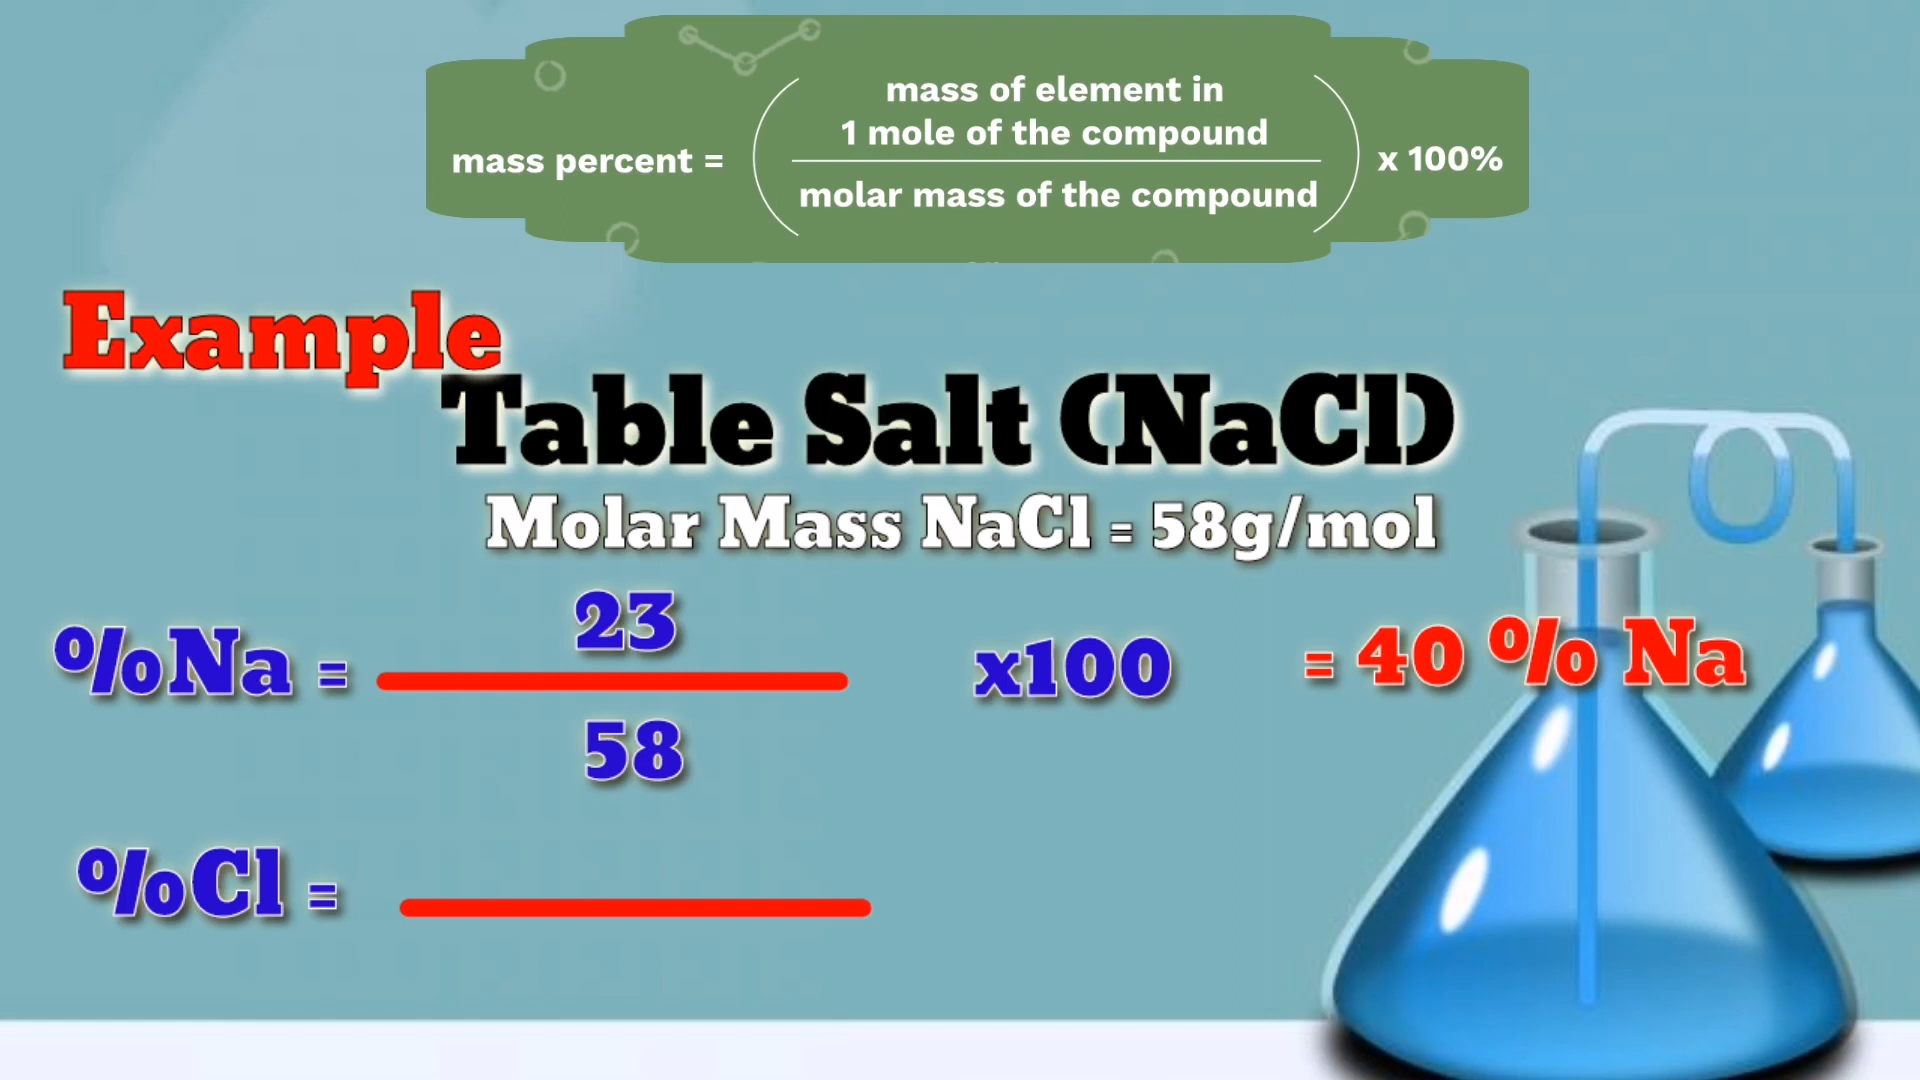 mass of element in
1 mole of the compound
mass percent = x 100%
molar mass of the compound
Example
Table Salt (NaCl)
Molar Mass NaCl = 58g/mol
23
%Na = x100 = 40 % Na
58
%Cl =